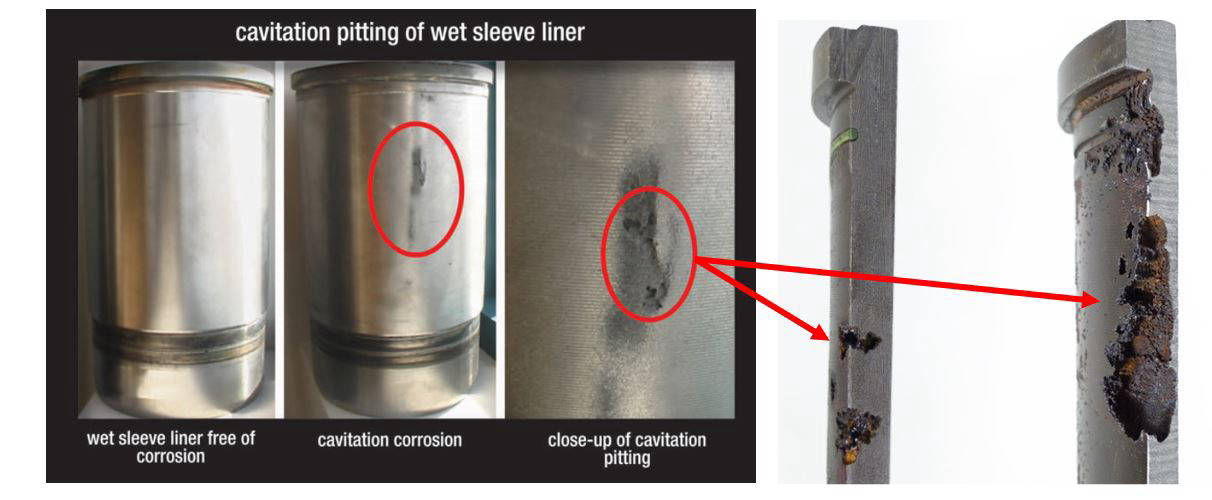 cavitation pitting of wet sleeve liner
wet sleeve liner free of
corrosion
cavitation corrosion
close-up of cavitation
pitting